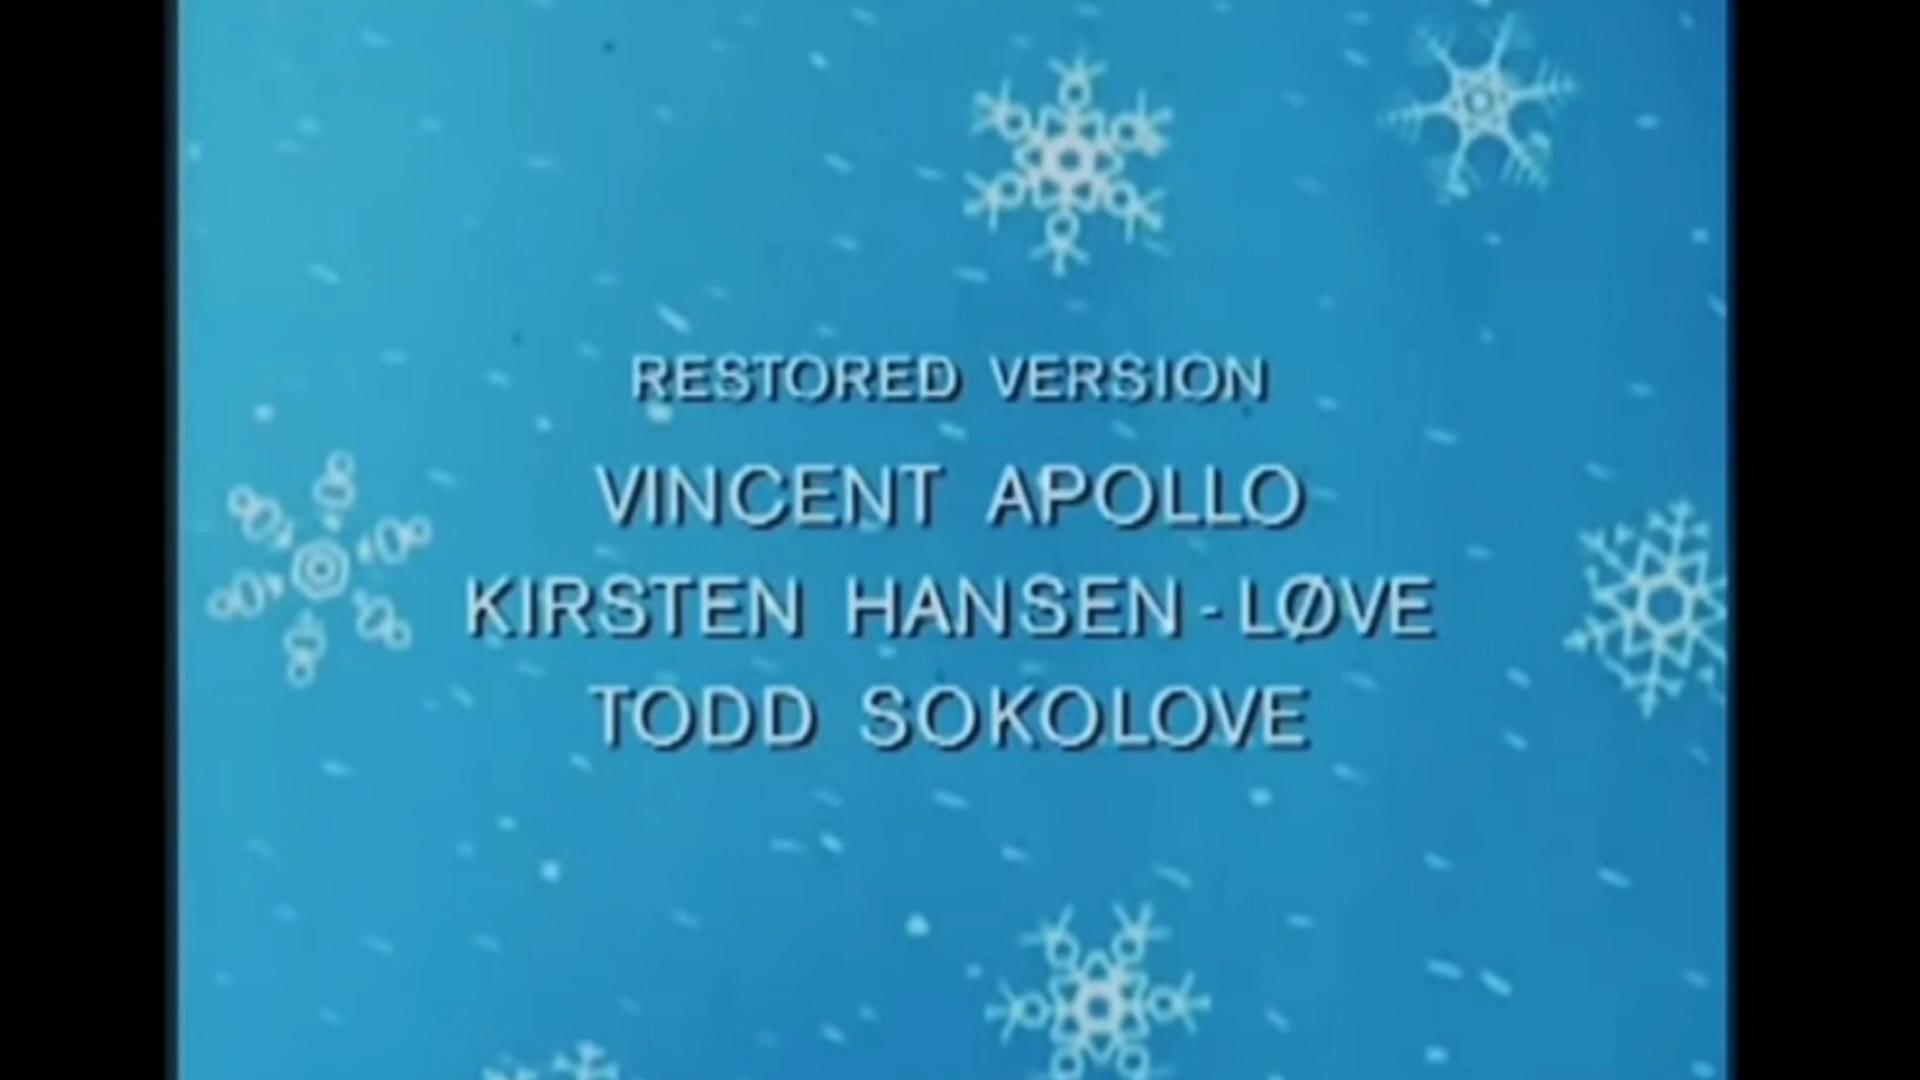 RESTORED VERSION
VINCENT APOLLO
KIRSTEN HANSEN-LØVE
TODD SOKOLOVE